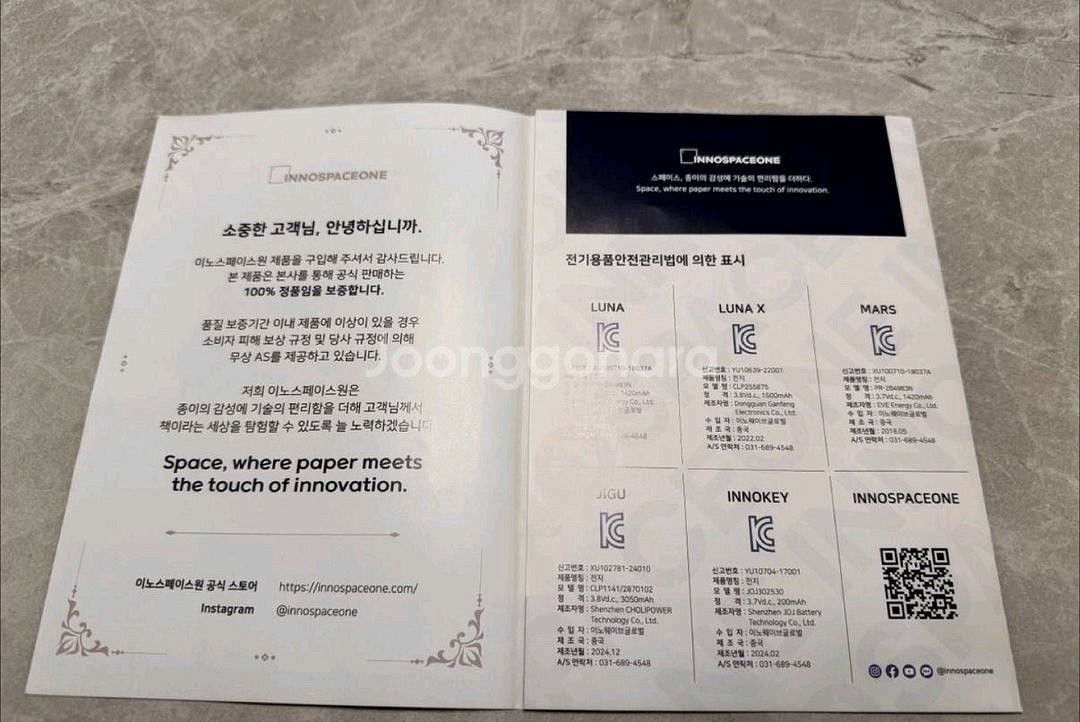 INNOSPACEONE
소중한 고객님, 안녕하십니까.
이노스페이스원 제품을 구입해 주셔서 감사드립니다.
본 제품은 본사를 통해 공식 판매하는
100% 정품임을 보증합니다.
품질 보증기간 이내 제품에 이상이 있을 경우
소비자 피해 보상 규정 및 당사 규정에 의해
무상 AS를 제공하고 있습니다.
저희 이노스페이스원은
종이의 감성에 기술의 편리함을 더해 고객님께서
책이라는 세상을 탐험할 수 있도록 늘 노력하겠습니다
Space, where paper meets
the touch of innovation.
이노스페이스원 공식 스토어 https://innospaceone.com/
Instagram @innospaceone
INNOSPACEONE
스페이스, 종이의 감성에 기술의 편리함을 더하다.
Space, where paper meets the touch of innovation.
전기용품안전관리법에 의한 표시
LUNA
XU100710-18037A
1420mAh
Co., Ltd.
LUNA X
신고번호 : YU10639-22001
제품명칭 : 전지
모 델 명 : CLP255875
정 격 : 3.8Vd.c, 1500mAh
제조자명 : Dongguan Ganfeng
Electronics Co., Ltd.
수 입 자 : 이노웨이브글로벌
제 조 국 : 중국
제조년월 : 2022.02
A/S 연락처 : 031-689-4548
MARS
신고번호 : XU100710-18037A
제품명칭 : 전지
모 델 명 : PR-284983N
정 격 : 3.7Vd.c, 1420mAh
제조자명 : EVE Energy Co., Ltd.
수 입 자 : 이노웨이브글로벌
제 조 국 : 중국
제조년월 : 2018.05
A/S 연락처 : 031-689-4548
JIGU
신고번호 : XU102781-24010
제품명칭 : 전지
모 델 명 : CLP1141/2870102
정 격 : 3.8Vd.c., 3050mAh
제조자명 : Shenzhen CHOLIPOWER
Technology Co., Ltd.
수 입 자 : 이노웨이브글로벌
제 조 국 : 중국
제조년월 : 2024.12
A/S 연락처 : 031-689-4548
INNOKEY
신고번호 : YU10704-17001
제품명칭 : 전지
모 델 명 : JOJ302530
정 격 : 3.7Vd.c, 200mAh
제조자명 : Shenzhen JOJ Battery
Technology Co., Ltd.
수 입 자 : 이노웨이브글로벌
제 조 국 : 중국
제조년월 : 2024.02
A/S 연락처 : 031-689-4548
INNOSPACEONE
@innospaceone
Joonggonara